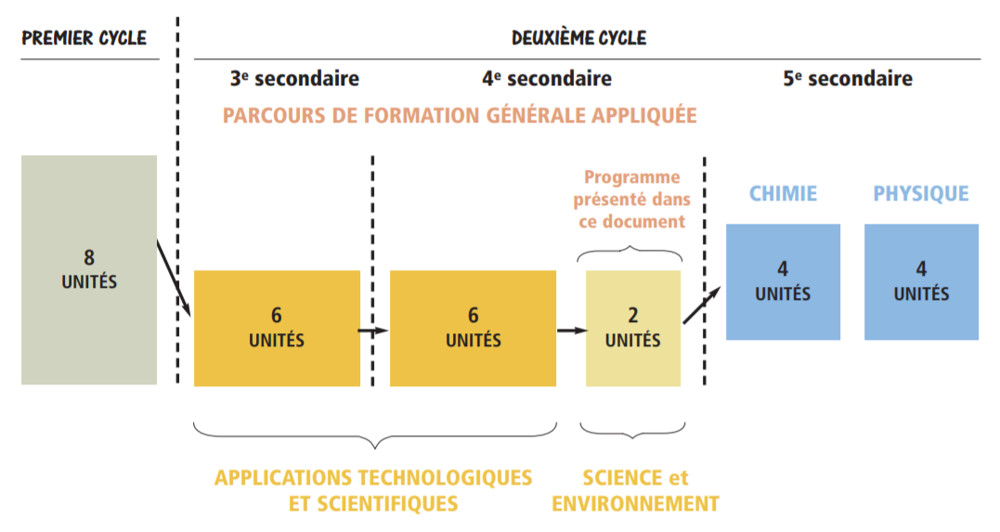 PREMIER CYCLE
DEUXIÈME CYCLE
3e secondaire
4e secondaire
5e secondaire
PARCOURS DE FORMATION GÉNÉRALE APPLIQUÉE
Programme
présenté dans
ce document
CHIMIE
PHYSIQUE
8
UNITÉS
6
UNITÉS
6
UNITÉS
2
UNITÉS
4
UNITÉS
4
UNITÉS
APPLICATIONS TECHNOLOGIQUES
ET SCIENTIFIQUES
SCIENCE et
ENVIRONNEMENT